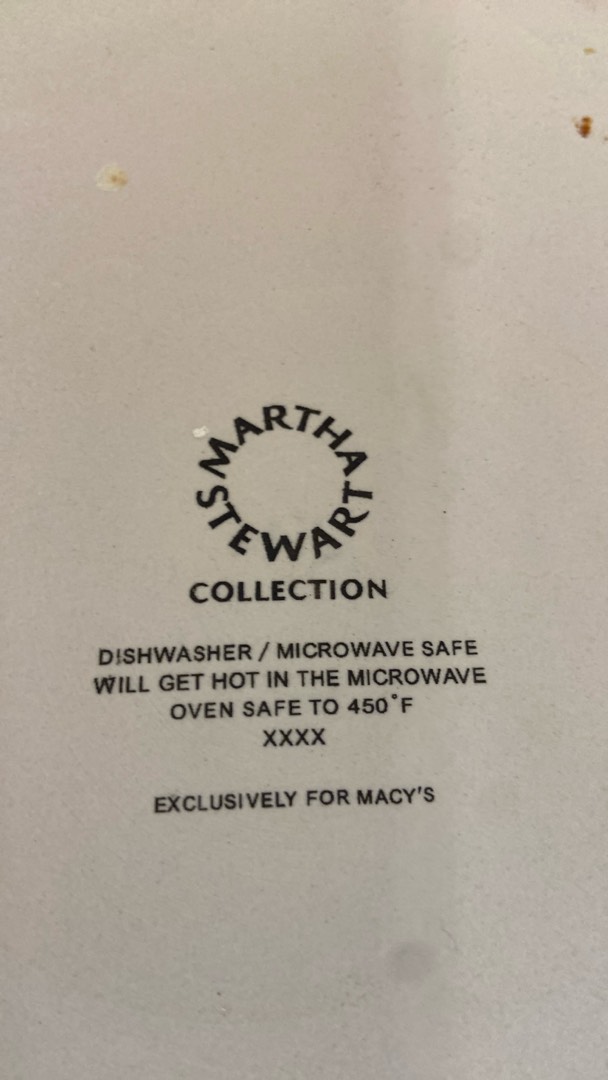 MARTHA
STEWART
COLLECTION
DISHWASHER / MICROWAVE SAFE
WILL GET HOT IN THE MICROWAVE
OVEN SAFE TO 450°F
XXXX
EXCLUSIVELY FOR MACY'S